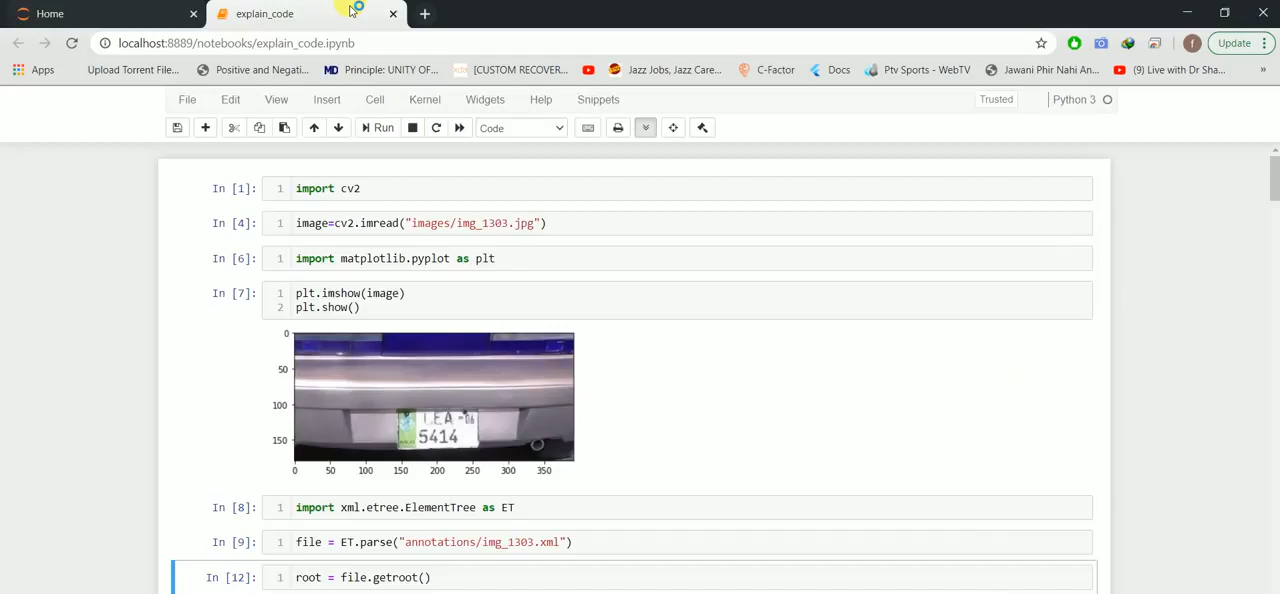 Home
explain_code
localhost:8889/notebooks/explain_code.ipynb
Update
Apps
Upload Torrent File...
Positive and Negati...
Principle: UNITY OF...
[CUSTOM RECOVER...
Jazz Jobs, Jazz Care...
C-Factor
Docs
Ptv Sports - WebTV
Jawani Phir Nahi An...
(9) Live with Dr Sha...
File Edit View Insert Cell Kernel Widgets Help Snippets
Trusted
Python 3
Run
Code
In [1]: 1 import cv2
In [4]: 1 image=cv2.imread("images/img_1303.jpg")
In [6]: 1 import matplotlib.pyplot as plt
In [7]: 1 plt.imshow(image)
2 plt.show()
0
50
100
150
LEA -06
5414
0 50 100 150 200 250 300 350
In [8]: 1 import xml.etree.ElementTree as ET
In [9]: 1 file = ET.parse("annotations/img_1303.xml")
In [12]: 1 root = file.getroot()